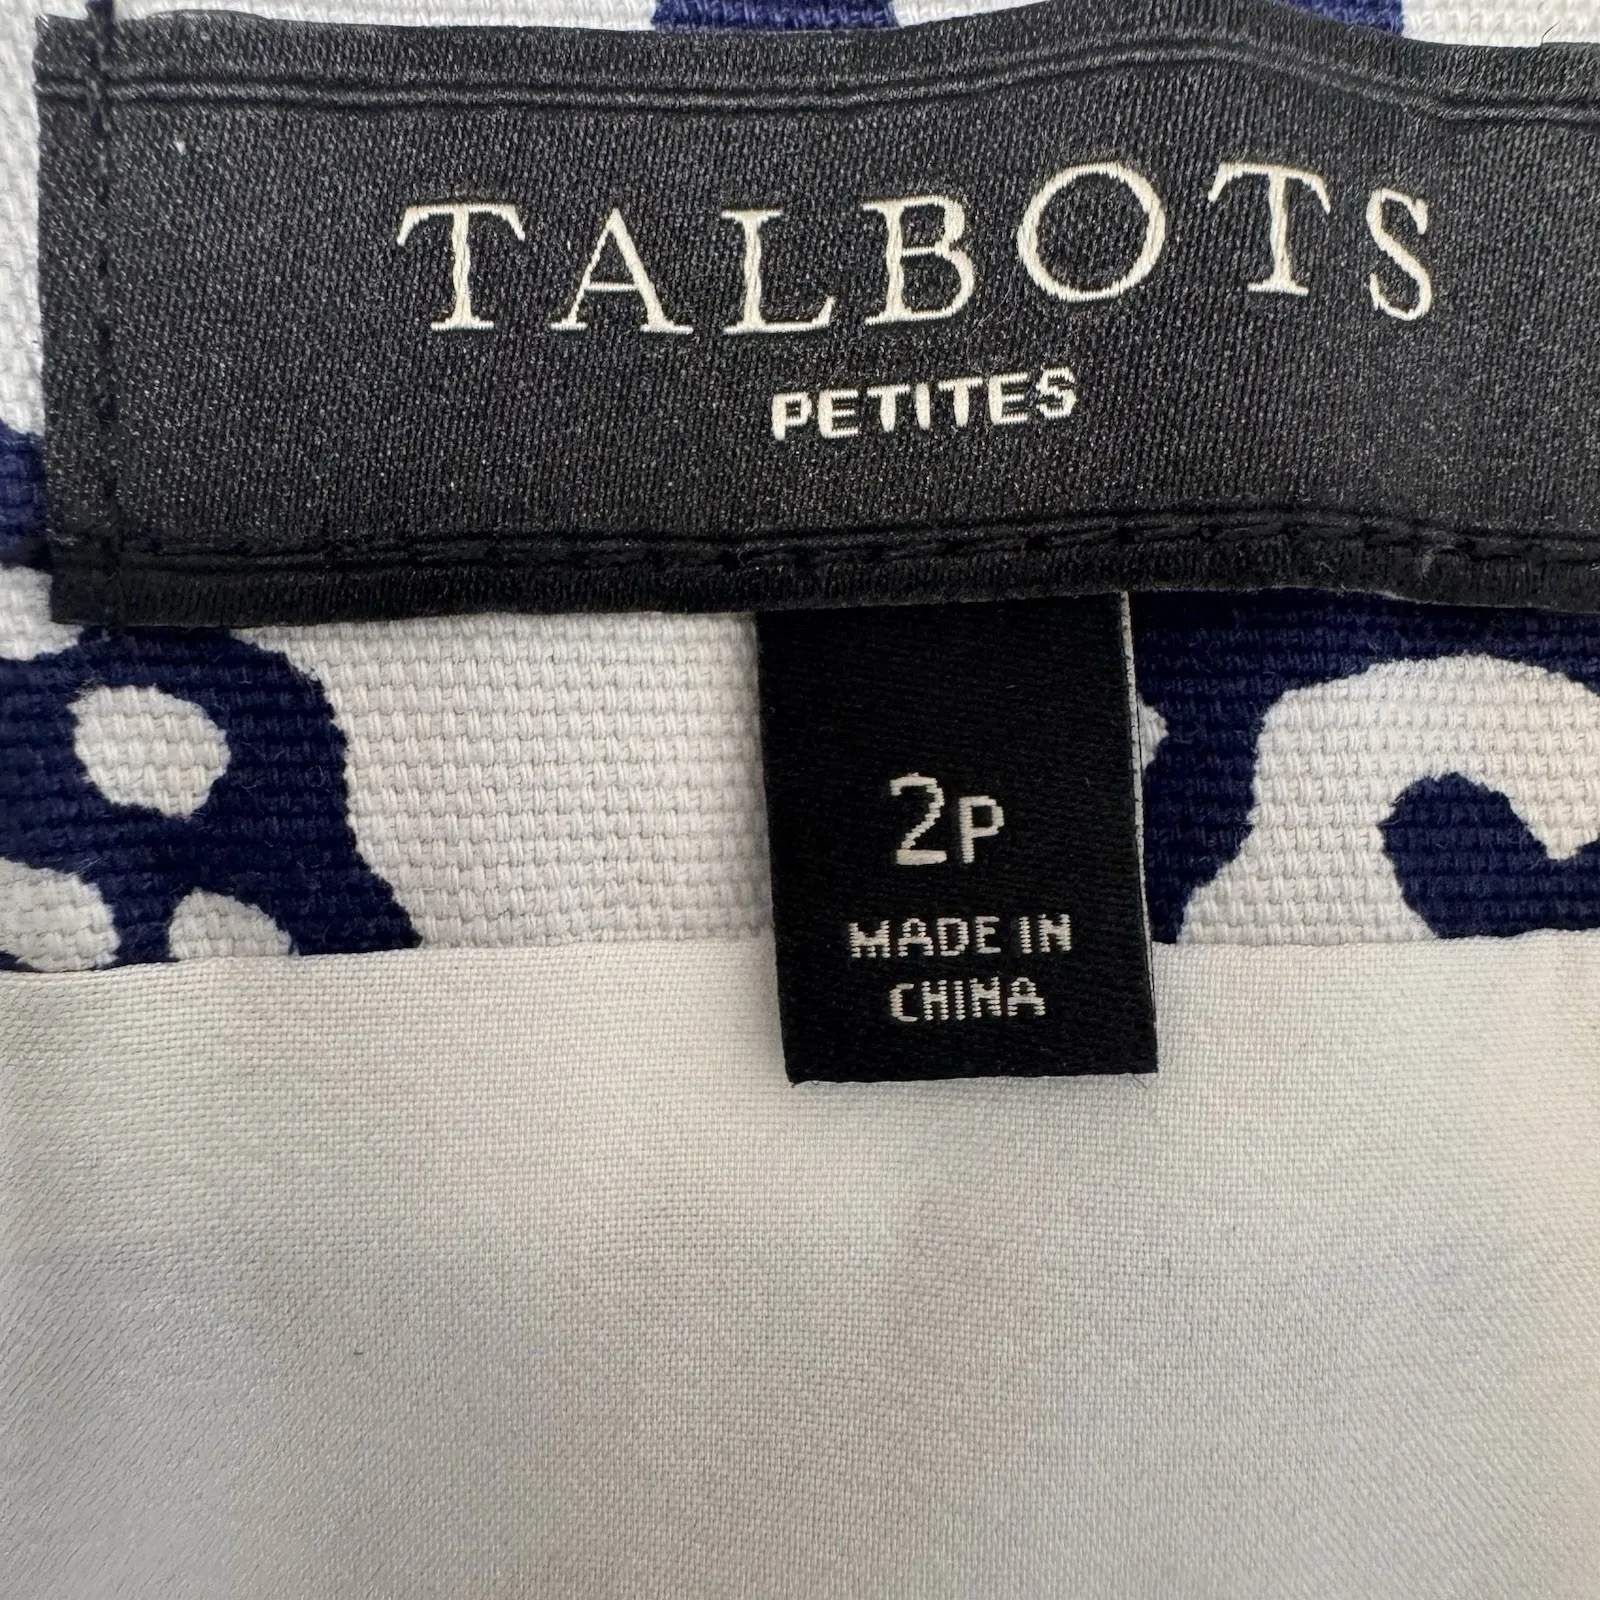 TALBOTS
PETITES
2P
MADE IN
CHINA